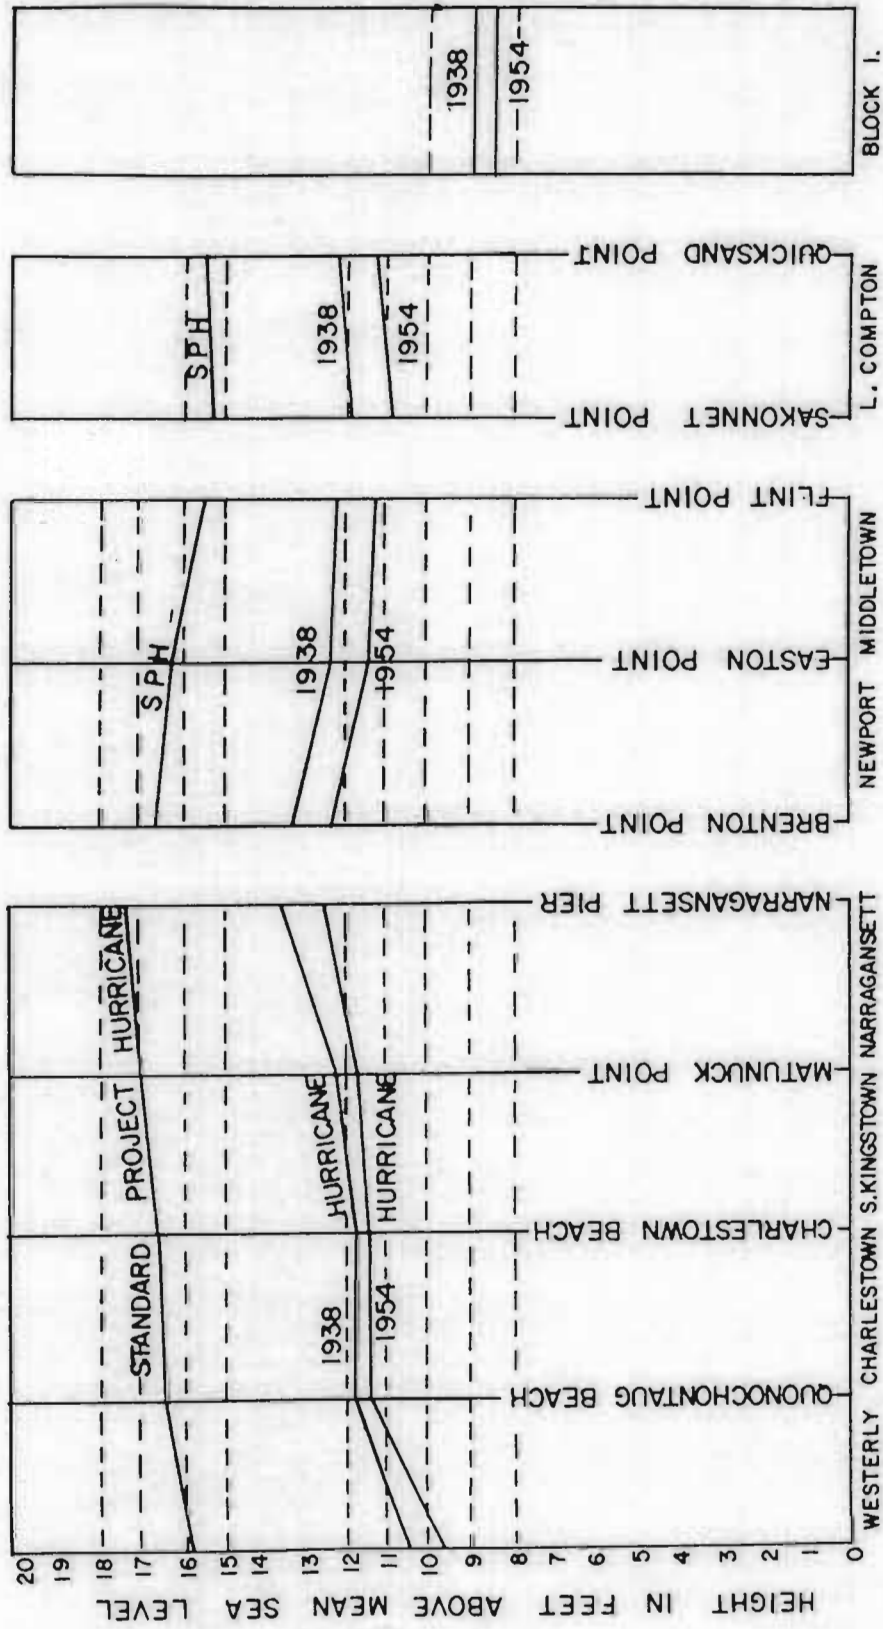 HEIGHT IN FEET ABOVE MEAN SEA LEVEL
20
19
18
17
16
15
14
13
12
11
10
9
8
7
6
5
4
3
2
1
0
STANDARD PROJECT HURRICANE
1938 HURRICANE
1954 HURRICANE
SPH
1938
1954
SPH
1938
1954
1938
1954
QUONOCHONTAUG BEACH
CHARLESTOWN BEACH
MATUNUCK POINT
NARRAGANSETT PIER
BRENTON POINT
EASTON POINT
FLINT POINT
SAKONNET POINT
QUICKSAND POINT
WESTERLY CHARLESTOWN S.KINGSTOWN NARRAGANSETT
NEWPORT MIDDLETOWN
L. COMPTON
BLOCK I.